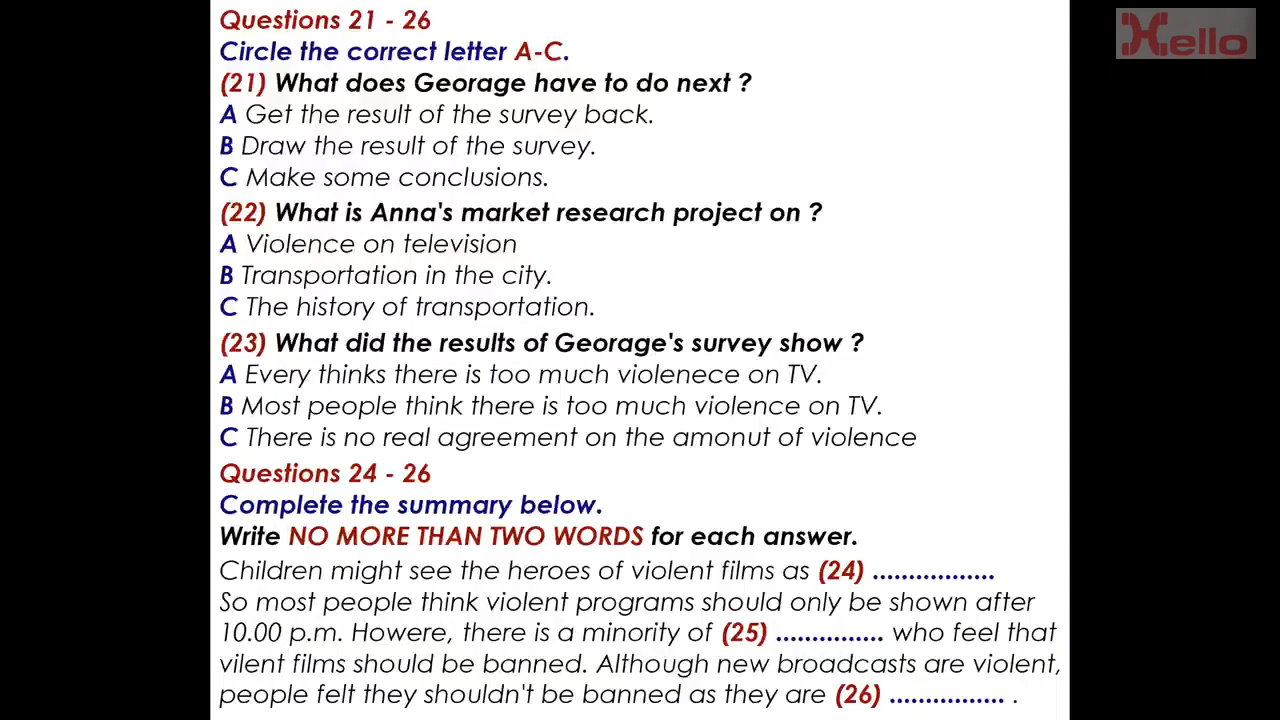 Questions 21 - 26
Hello
Circle the correct letter A-C.
(21) What does Georage have to do next ?
A Get the result of the survey back.
B Draw the result of the survey.
C Make some conclusions.
(22) What is Anna's market research project on ?
A Violence on television
B Transportation in the city.
C The history of transportation.
(23) What did the results of Georage's survey show ?
A Every thinks there is too much violenece on TV.
B Most people think there is too much violence on TV.
C There is no real agreement on the amonut of violence
Questions 24 - 26
Complete the summary below.
Write NO MORE THAN TWO WORDS for each answer.
Children might see the heroes of violent films as (24) .................
So most people think violent programs should only be shown after
10.00 p.m. Howere, there is a minority of (25) ............... who feel that
vilent films should be banned. Although new broadcasts are violent,
people felt they shouldn't be banned as they are (26) ................ .